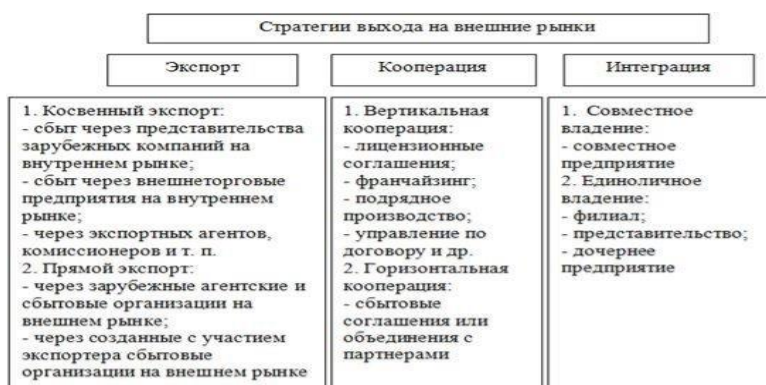 Стратегии выхода на внешние рынки
Экспорт
Кооперация
Интеграция
1. Косвенный экспорт:
- сбыт через представительства
зарубежных компаний на
внутреннем рынке;
- сбыт через внешнеторговые
предприятия на внутреннем
рынке;
- через экспортных агентов,
комиссионеров и т. п.
2. Прямой экспорт:
- через зарубежные агентские и
сбытовые организации на
внешнем рынке;
- через созданные с участием
экспортера сбытовые
организации на внешнем рынке
1. Вертикальная
кооперация:
- лицензионные
соглашения;
- франчайзинг;
- подрядное
производство;
- управление по
договору и др.
2. Горизонтальная
кооперация:
- сбытовые
соглашения или
объединения с
партнерами
1. Совместное
владение:
- совместное
предприятие
2. Единоличное
владение:
- филиал;
- представительство;
- дочернее
предприятие